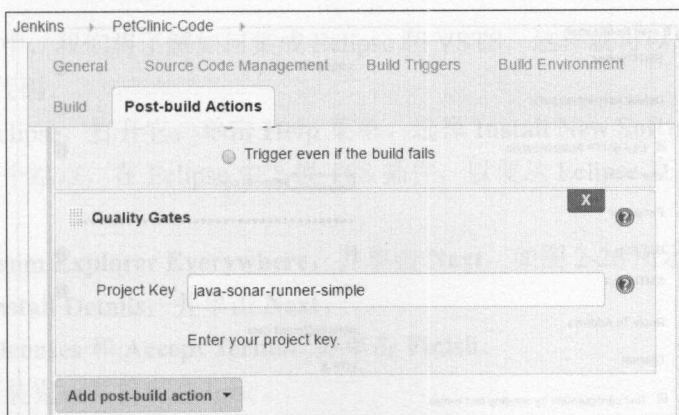 Jenkins PetClinic-Code
General Source Code Management Build Triggers Build Environment
Build Post-build Actions
Trigger even if the build fails
X
Quality Gates
Project Key java-sonar-runner-simple
Enter your project key.
Add post-build action